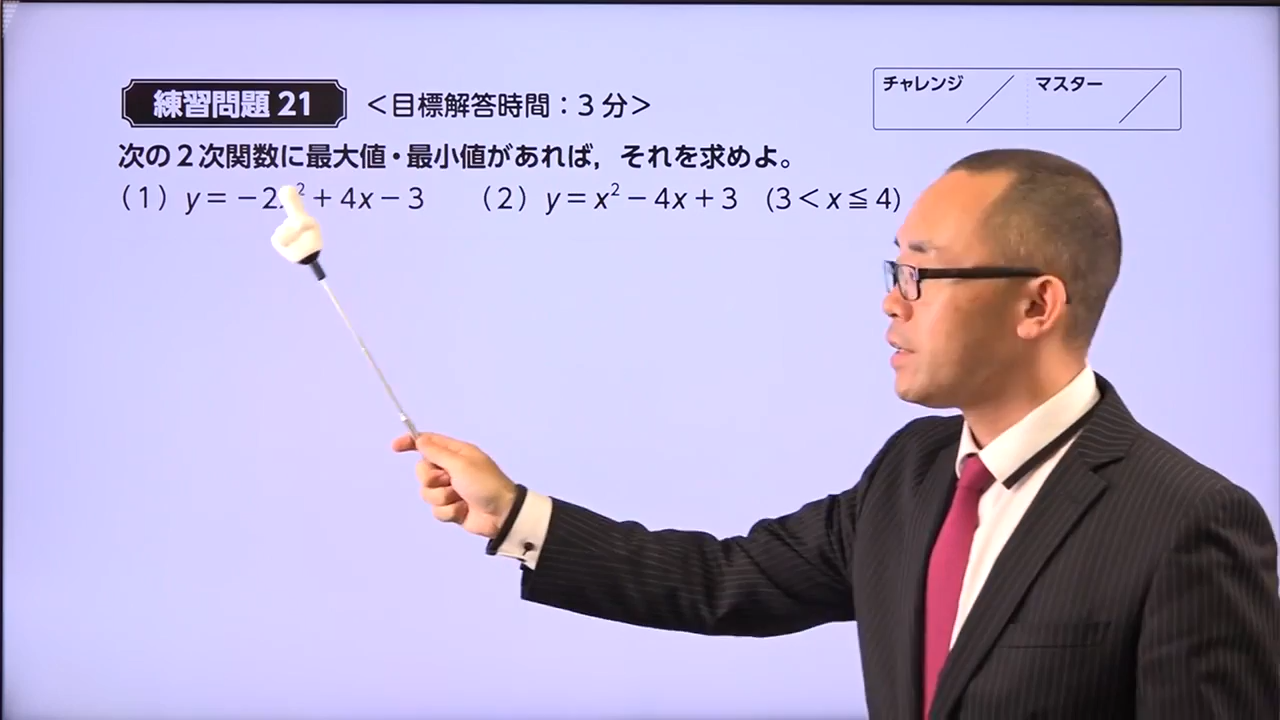 練習問題 21 <目標解答時間:3分>
チャレンジ マスター
次の2次関数に最大値・最小値があれば,それを求めよ。
(1) y=−2x²+4x−3 (2) y=x²−4x+3 (3<x≦4)